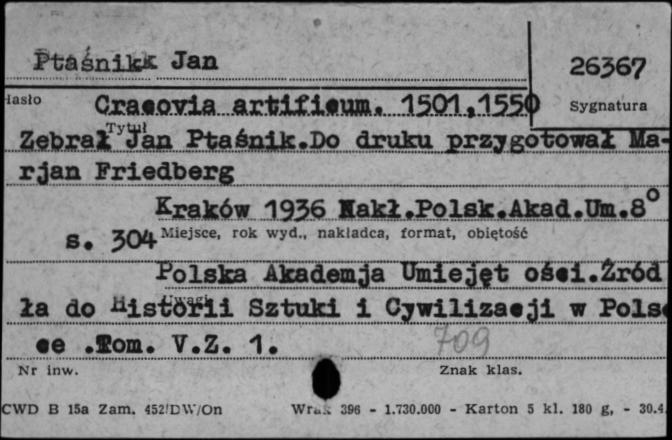 Ptaśnikk Jan
26367
Hasło
Cracovia artificum. 1501,1550
Sygnatura
Tytuł
Zebrał Jan Ptaśnik.Do druku przygotował Ma-
rjan Friedberg
Kraków 1936 Nakł.Polsk.Akad.Um.8°
s. 304
Miejsce, rok wyd., nakładca, format, objętość
Polska Akademja Umiejęt ości.Źród
Uwagi
ła do Historii Sztuki i Cywilizacji w Pols
ce .Tom. V.Z. 1.
709
Nr inw.
Znak klas.
CWD B 15a Zam. 452/DW/On
Wrak 396 - 1.730.000 - Karton 5 kl. 180 g, - 30.4.